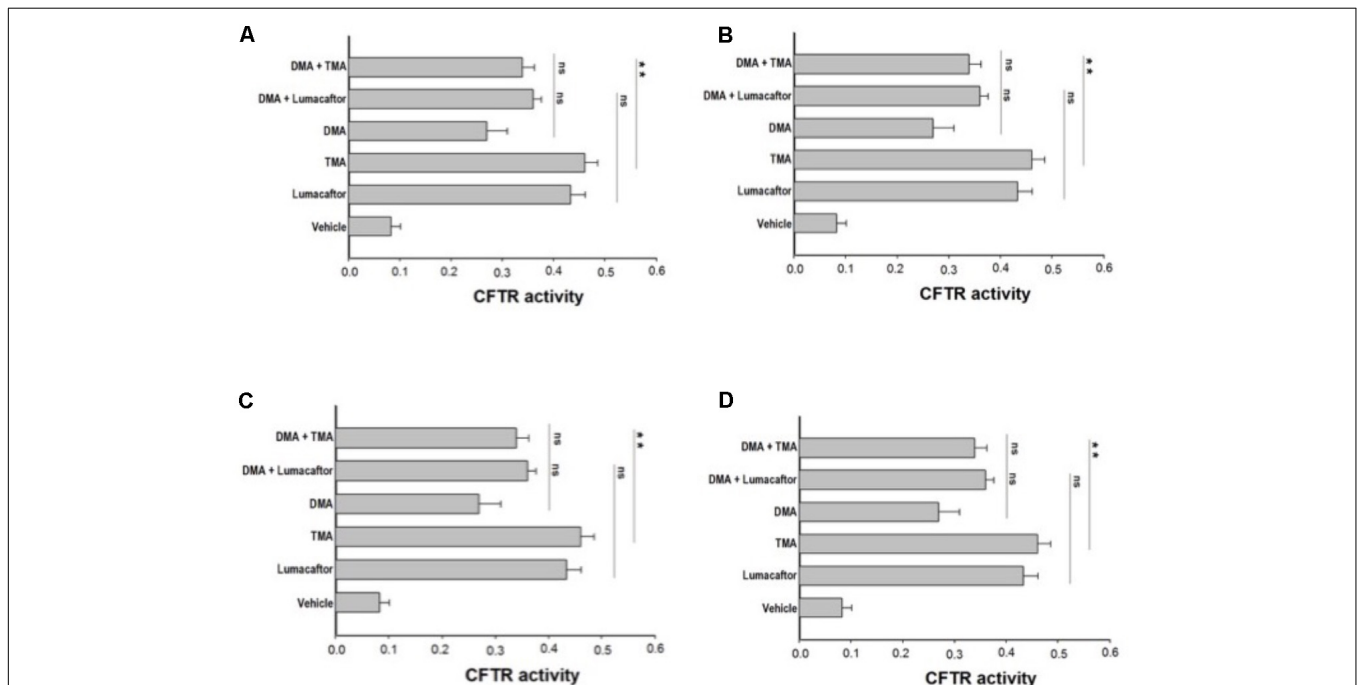 A
DMA + TMA
DMA + Lumacaftor
DMA
TMA
Lumacaftor
Vehicle
ns
ns
ns
**
0.0 0.1 0.2 0.3 0.4 0.5 0.6
CFTR activity
B
DMA + TMA
DMA + Lumacaftor
DMA
TMA
Lumacaftor
Vehicle
ns
ns
ns
**
0.0 0.1 0.2 0.3 0.4 0.5 0.6
CFTR activity
C
DMA + TMA
DMA + Lumacaftor
DMA
TMA
Lumacaftor
Vehicle
ns
ns
ns
**
0.0 0.1 0.2 0.3 0.4 0.5 0.6
CFTR activity
D
DMA + TMA
DMA + Lumacaftor
DMA
TMA
Lumacaftor
Vehicle
ns
ns
ns
**
0.0 0.1 0.2 0.3 0.4 0.5 0.6
CFTR activity